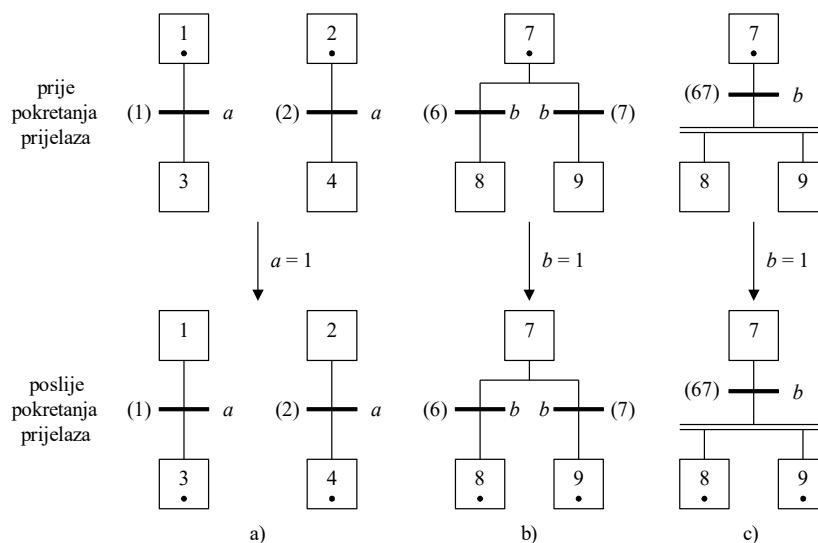 1 2 7 7
prije
pokretanja
prijelaza
(1) a (2) a (6) b b (7) (67) b
3 4 8 9 8 9
a = 1 b = 1 b = 1
1 2 7 7
poslije
pokretanja
prijelaza
(1) a (2) a (6) b b (7) (67) b
3 4 8 9 8 9
a) b) c)